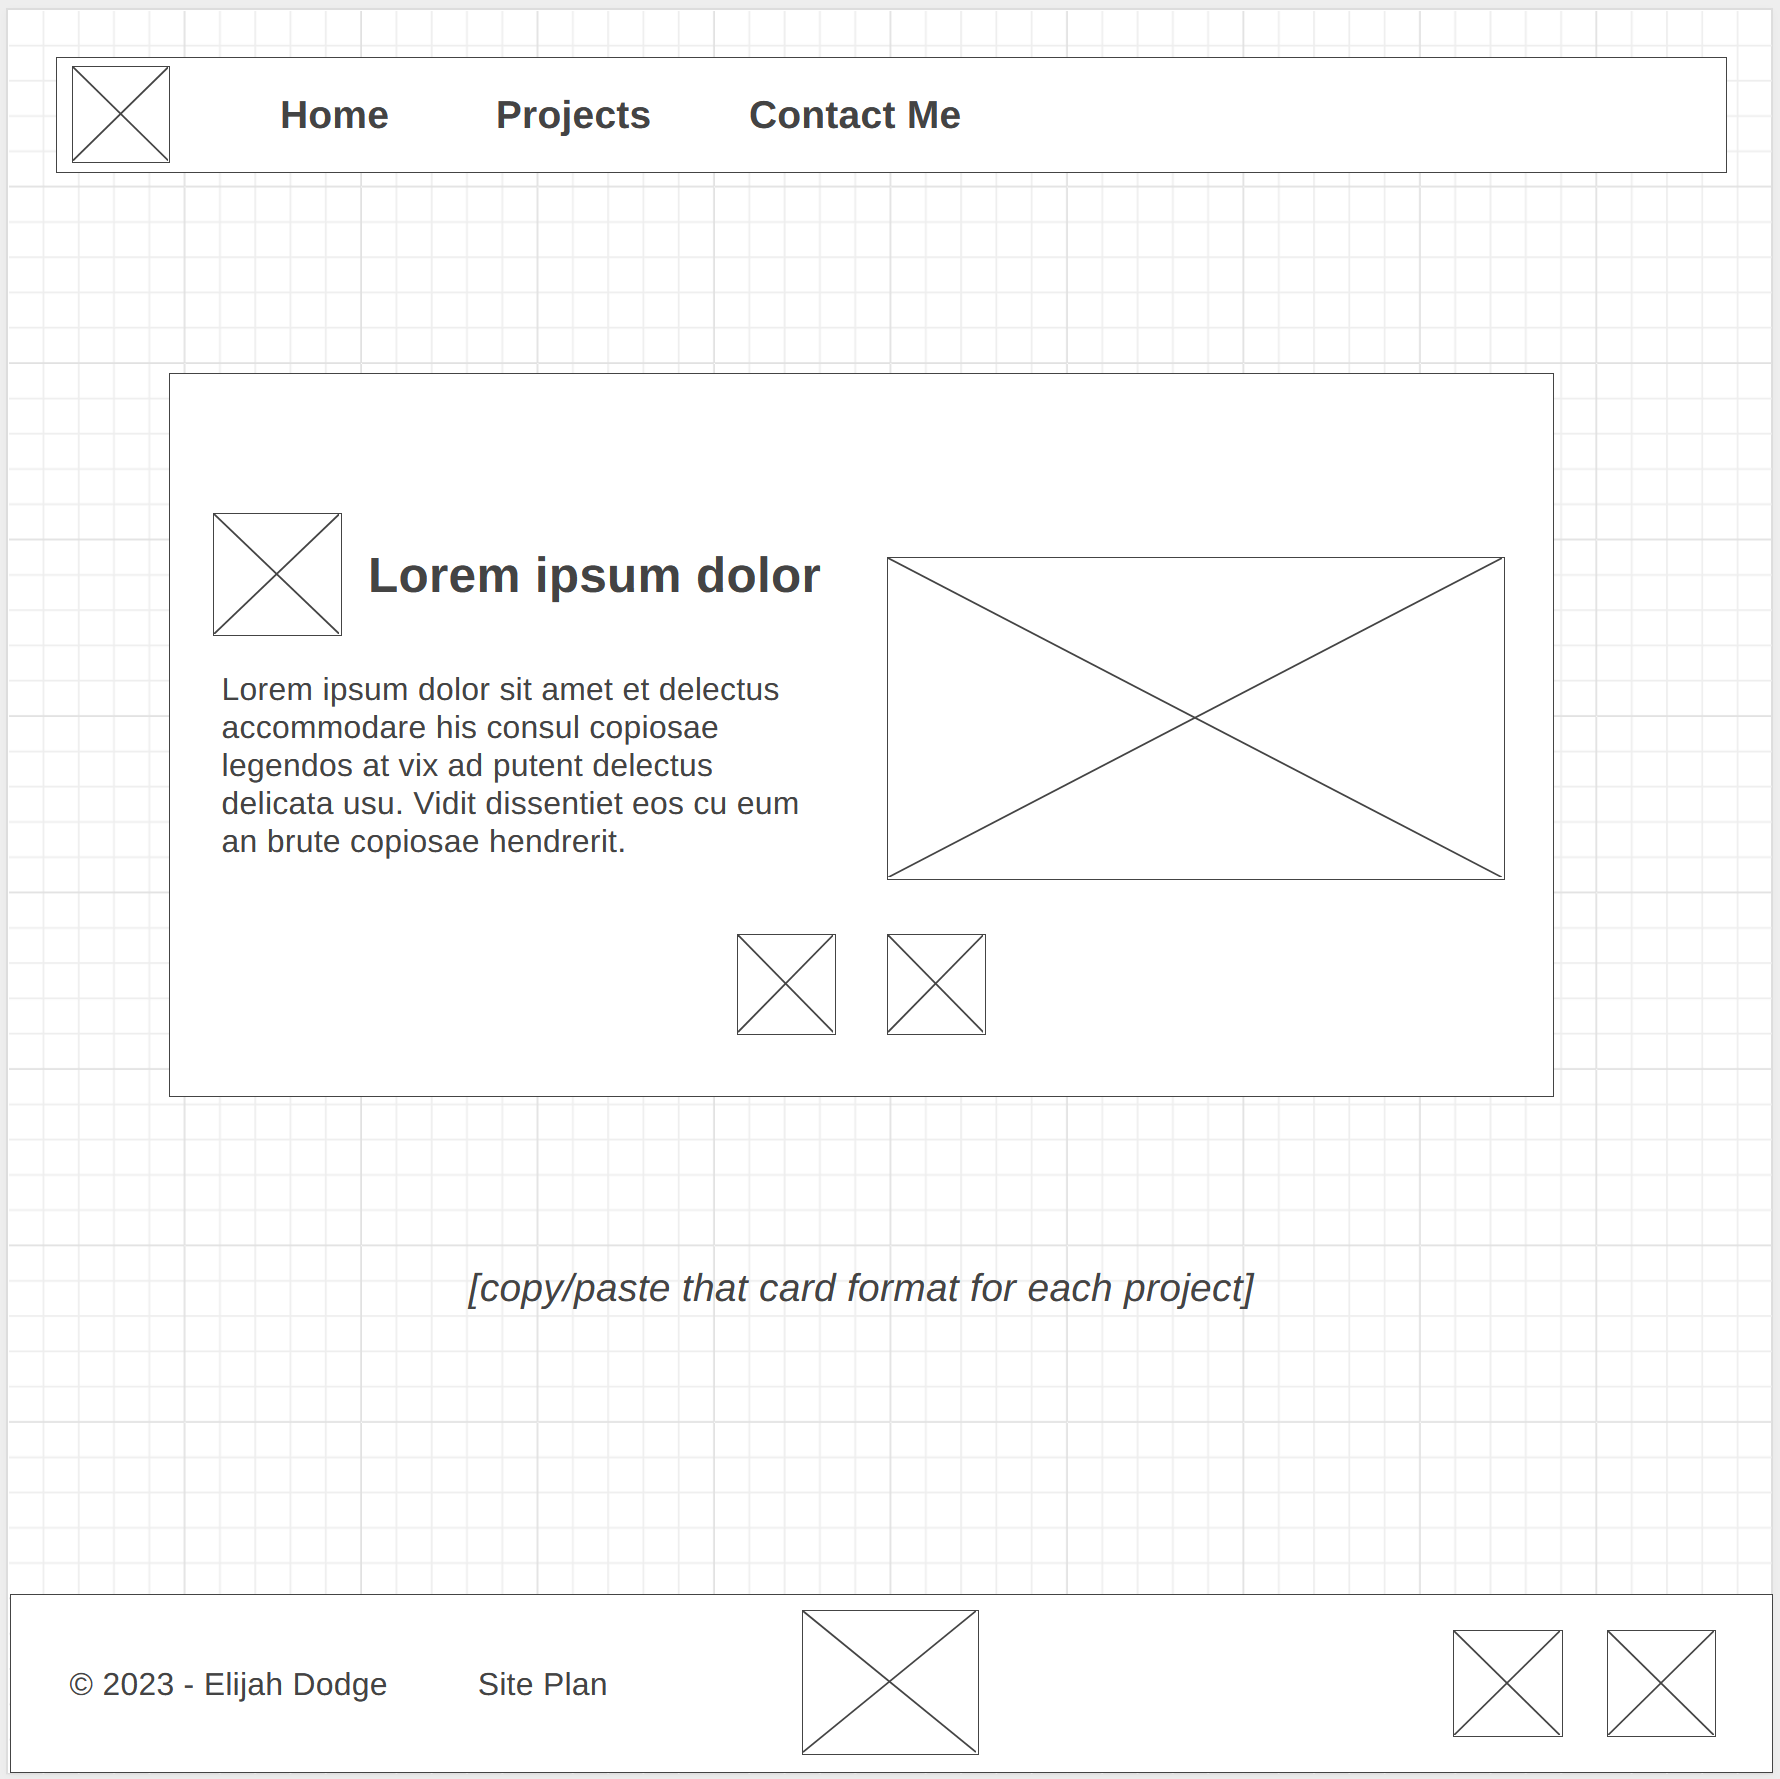 Home Projects Contact Me
Lorem ipsum dolor
Lorem ipsum dolor sit amet et delectus
accommodare his consul copiosae
legendos at vix ad putent delectus
delicata usu. Vidit dissentiet eos cu eum
an brute copiosae hendrerit.
[copy/paste that card format for each project]
© 2023 - Elijah Dodge Site Plan